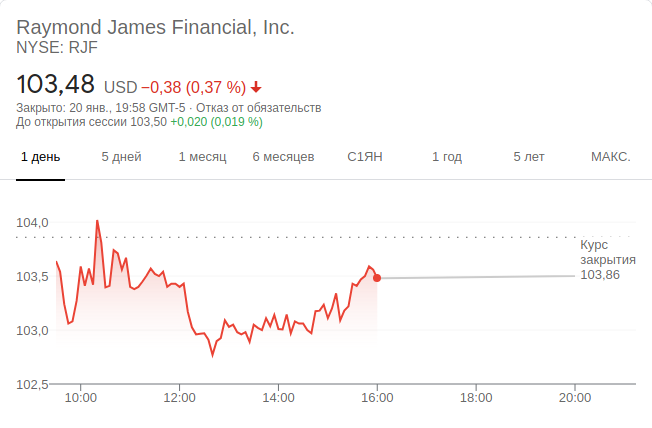 Raymond James Financial, Inc.
NYSE: RJF
103,48 USD −0,38 (0,37 %)
Закрыто: 20 янв., 19:58 GMT-5 · Отказ от обязательств
До открытия сессии 103,50 +0,020 (0,019 %)
1 день 5 дней 1 месяц 6 месяцев С1ЯН 1 год 5 лет МАКС.
104,0
Курс
закрытия
103,86
103,5
103,0
102,5
10:00 12:00 14:00 16:00 18:00 20:00